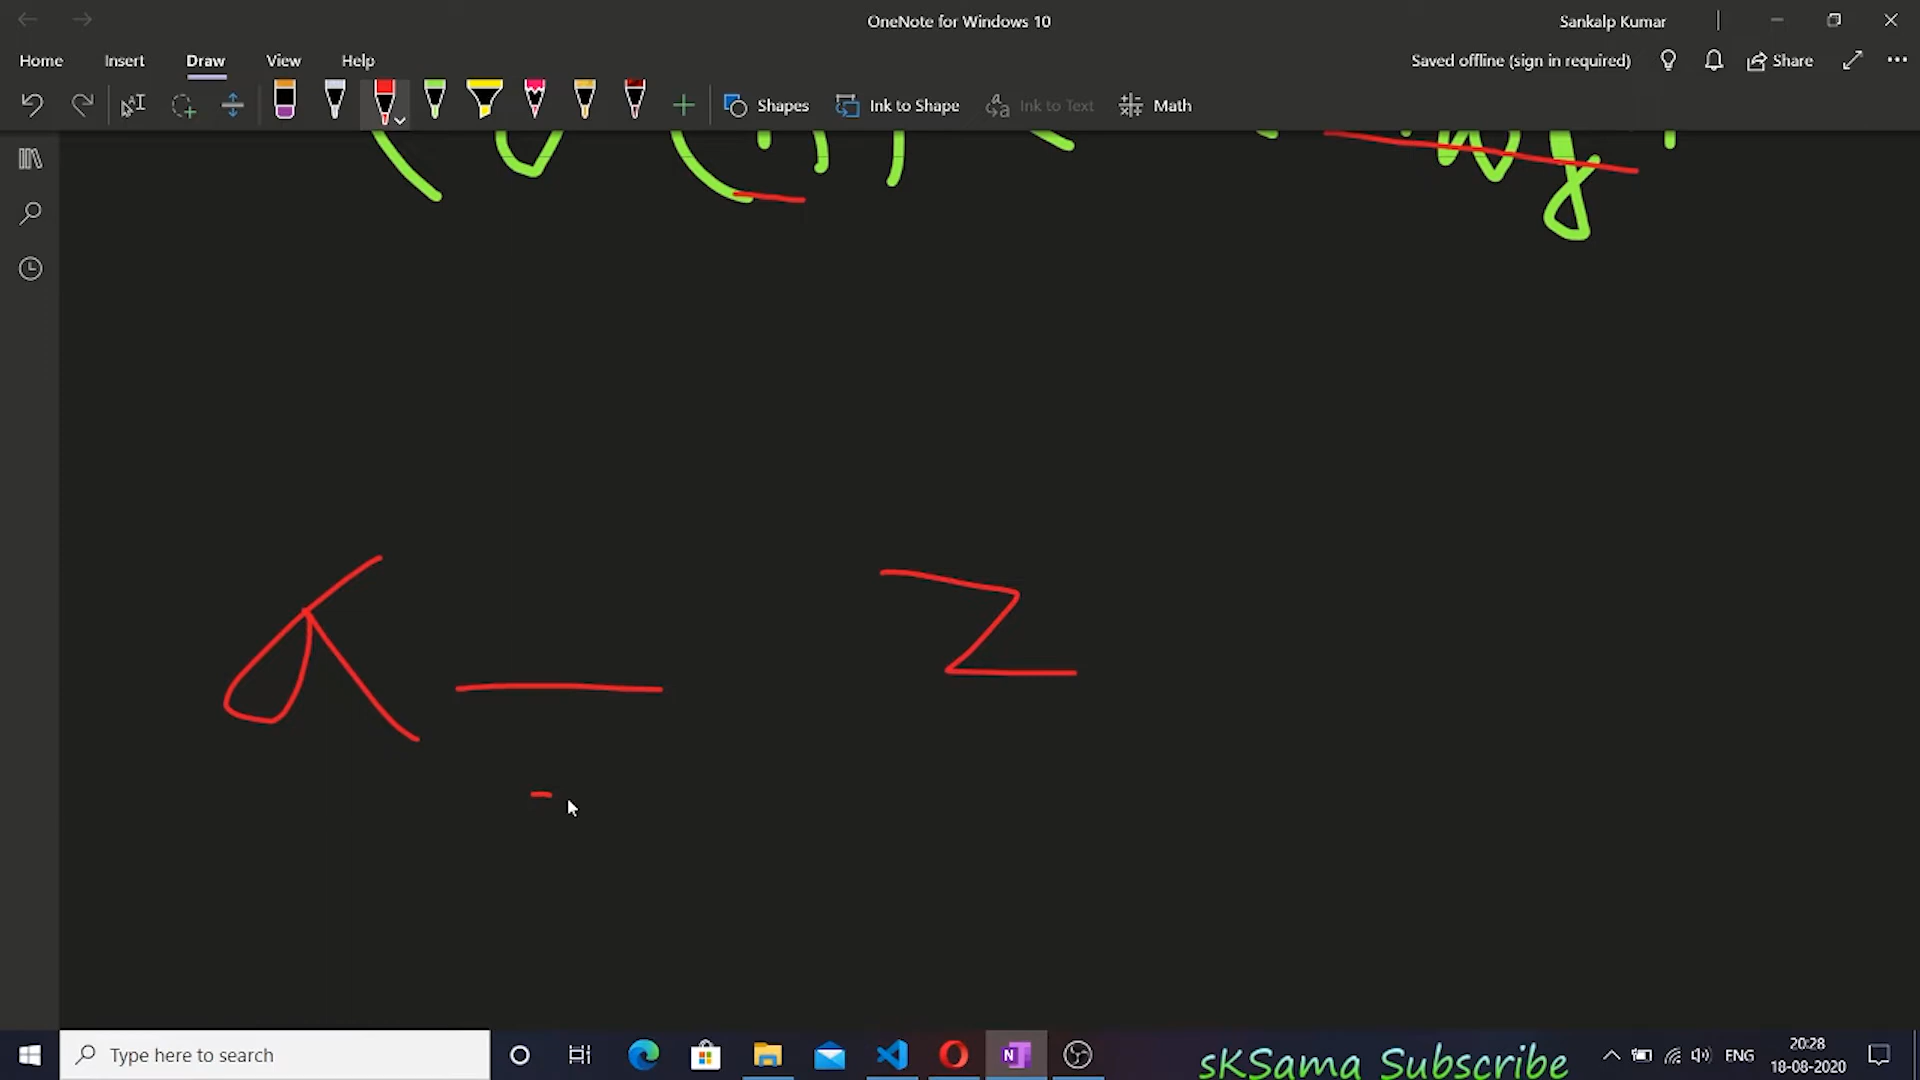 OneNote for Windows 10
Sankalp Kumar
Home Insert Draw View Help
Saved offline (sign in required) Share
Shapes Ink to Shape Ink to Text Math
Z
Type here to search
sKSama Subscribe
ENG
20:28
18-08-2020